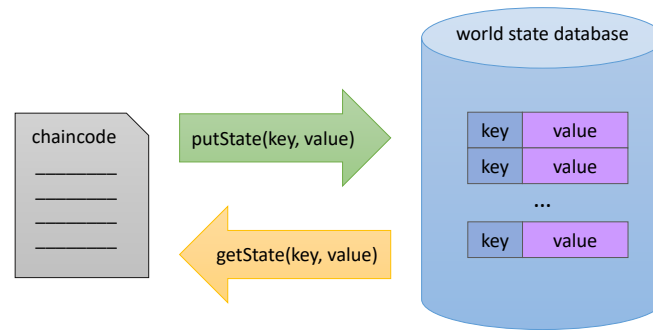 world state database
chaincode
putState(key, value)
key value
key value
...
getState(key, value)
key value